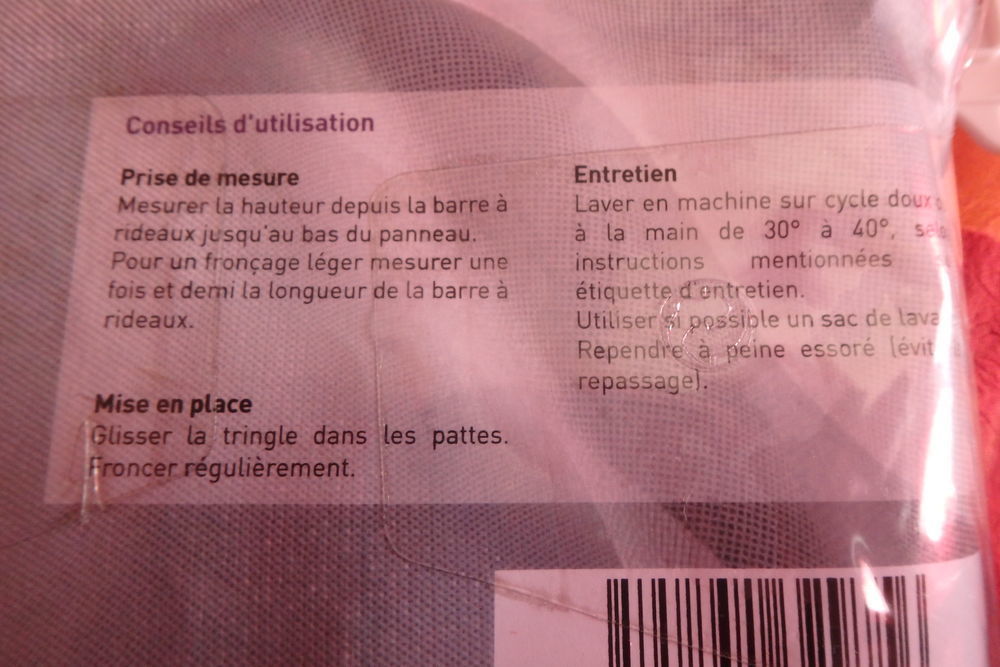 Conseils d'utilisation
Prise de mesure
Mesurer la hauteur depuis la barre à
rideaux jusqu'au bas du panneau.
Pour un fronçage léger mesurer une
fois et demi la longueur de la barre à
rideaux.
Mise en place
Glisser la tringle dans les pattes.
Froncer régulièrement.
Entretien
Laver en machine sur cycle doux
à la main de 30° à 40°,
instructions mentionnées
étiquette d'entretien.
Utiliser si possible un sac de
Rependre à peine essoré
repassage).